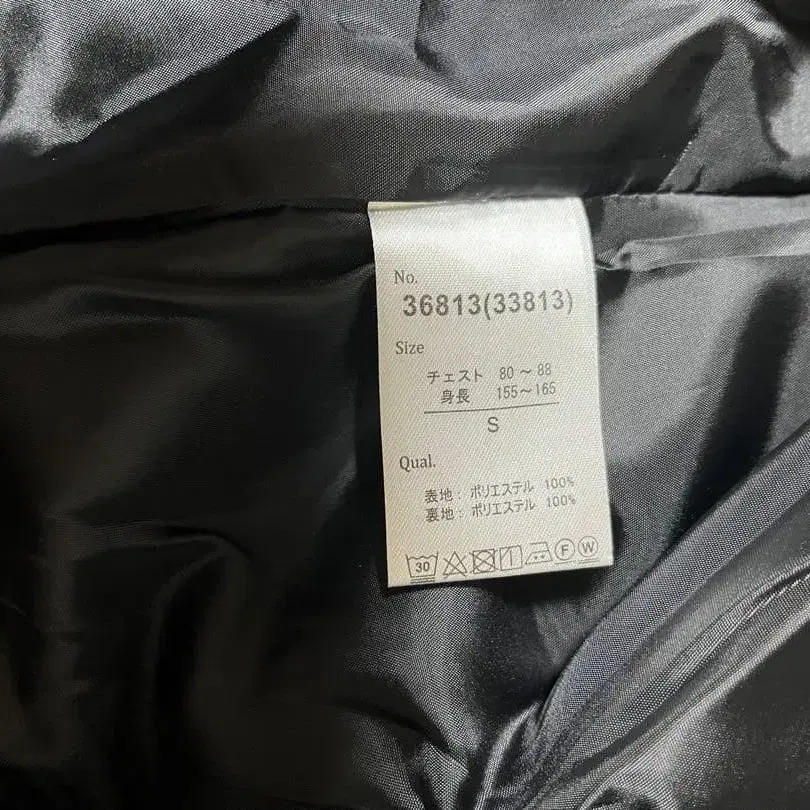 No.
36813(33813)
Size
チェスト 80～88
身長 155～165
S
Qual.
表地：ポリエステル 100%
裏地：ポリエステル 100%
30 F W